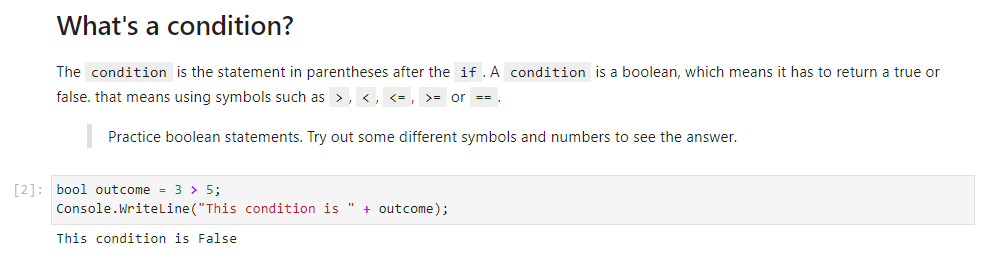 What's a condition?
The condition is the statement in parentheses after the if. A condition is a boolean, which means it has to return a true or
false. that means using symbols such as >, <, <=, >= or ==.
Practice boolean statements. Try out some different symbols and numbers to see the answer.
[2]: bool outcome = 3 > 5;
Console.WriteLine("This condition is " + outcome);
This condition is False